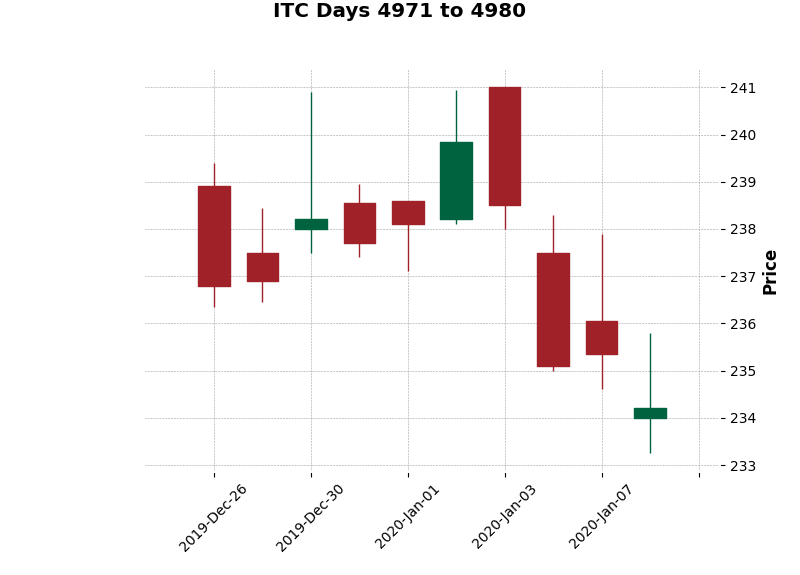 ITC Days 4971 to 4980
241
240
239
238
237
236
235
234
233
Price
2019-Dec-26
2019-Dec-30
2020-Jan-01
2020-Jan-03
2020-Jan-07